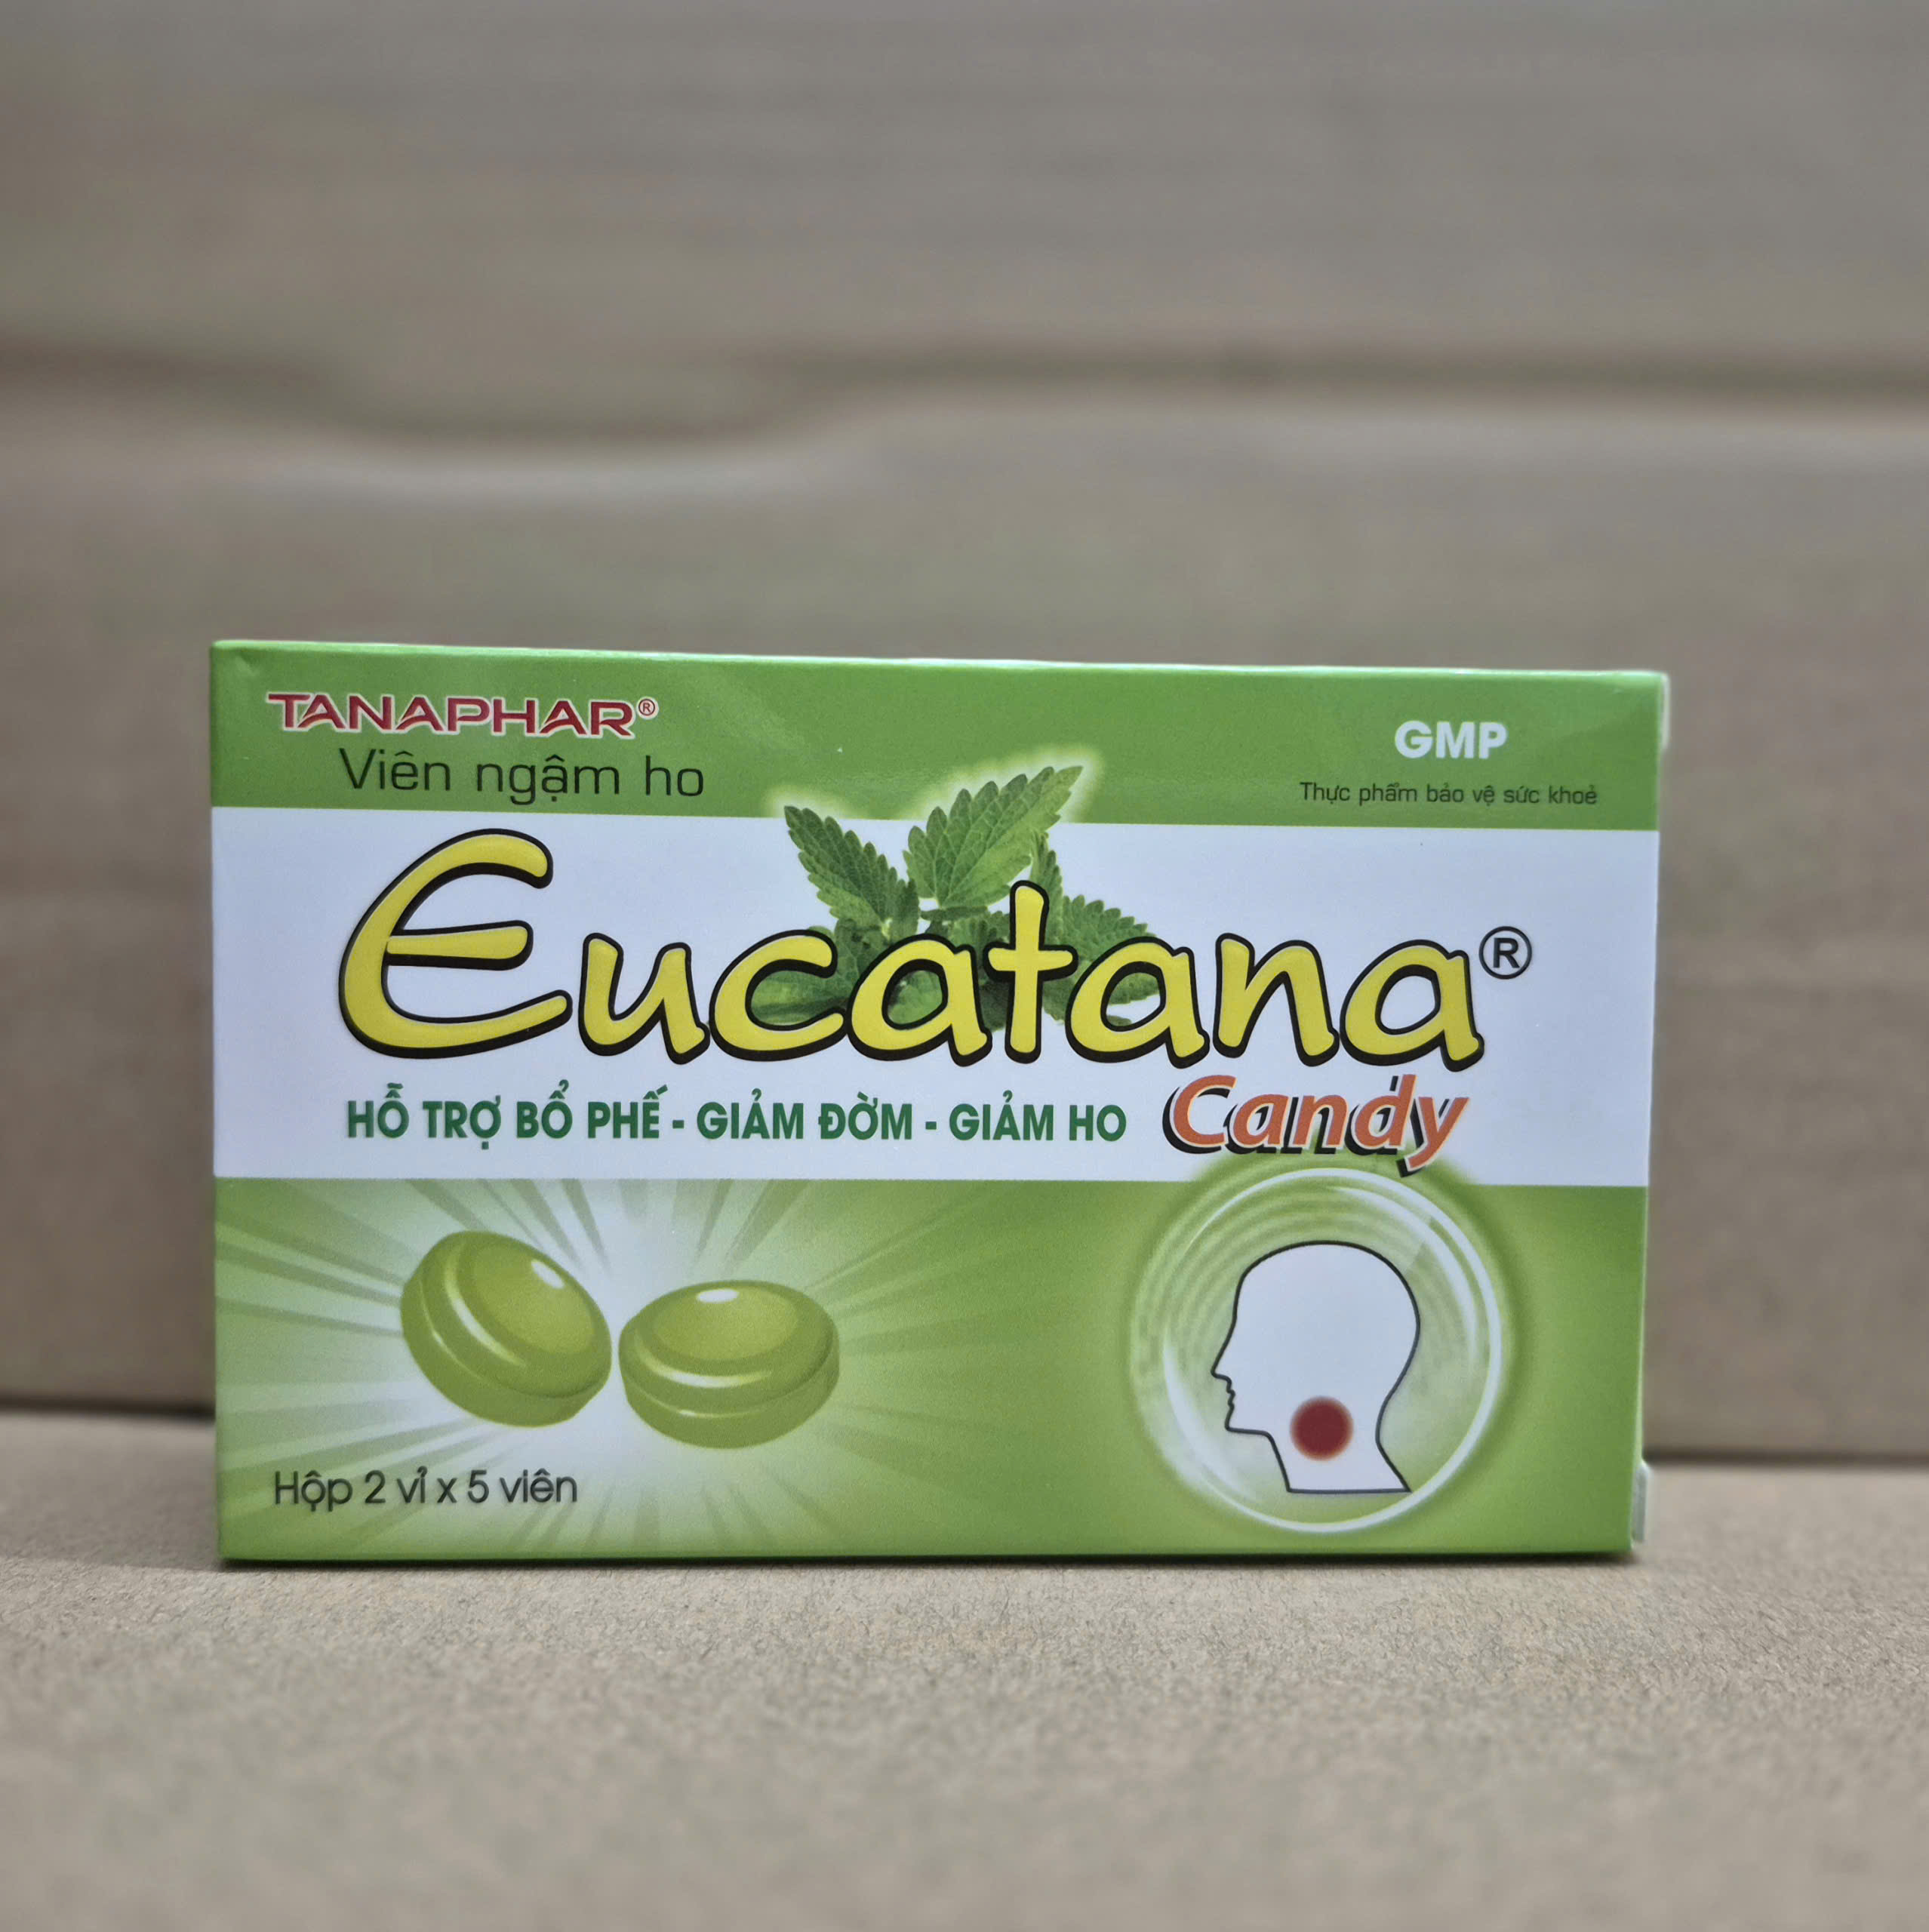 TANAPHAR®
Viên ngậm ho
GMP
Thực phẩm bảo vệ sức khoẻ
Eucatana®
HỖ TRỢ BỔ PHẾ - GIẢM ĐỜM - GIẢM HO
Candy
Hộp 2 vỉ x 5 viên